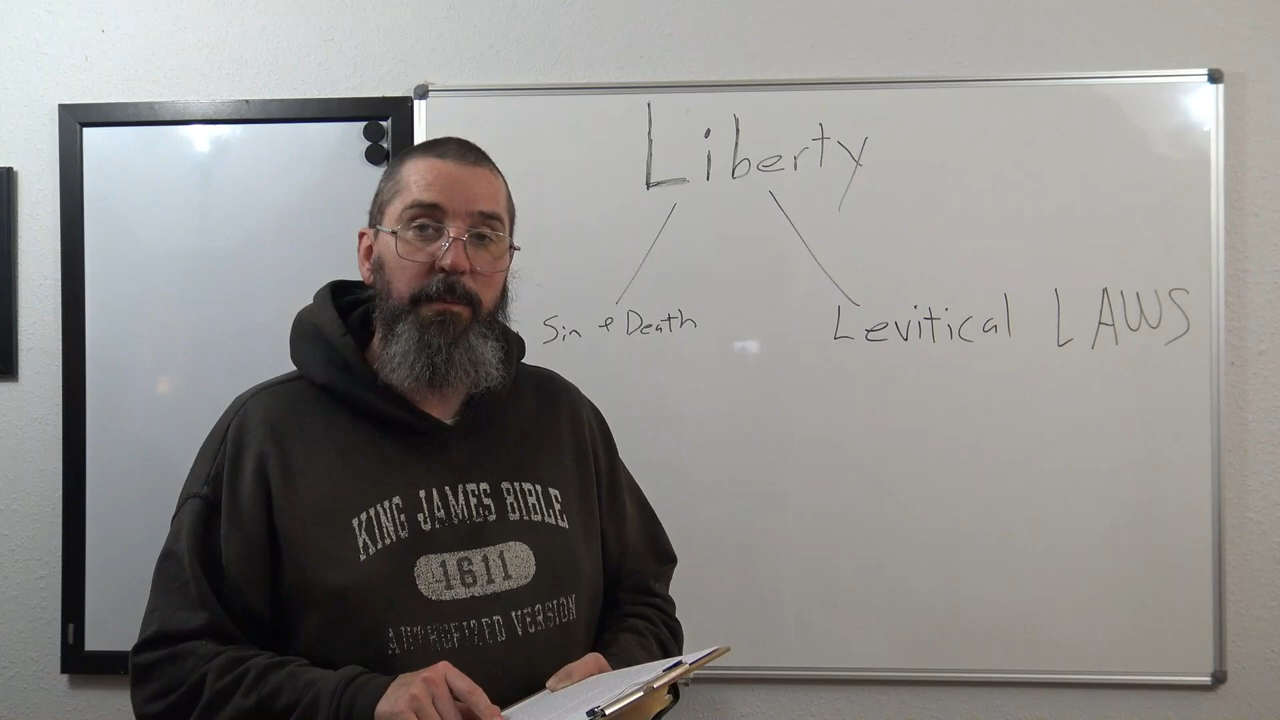 Liberty
Sin & Death
Levitical LAWS
KING JAMES BIBLE
1611
AUTHORIZED VERSION